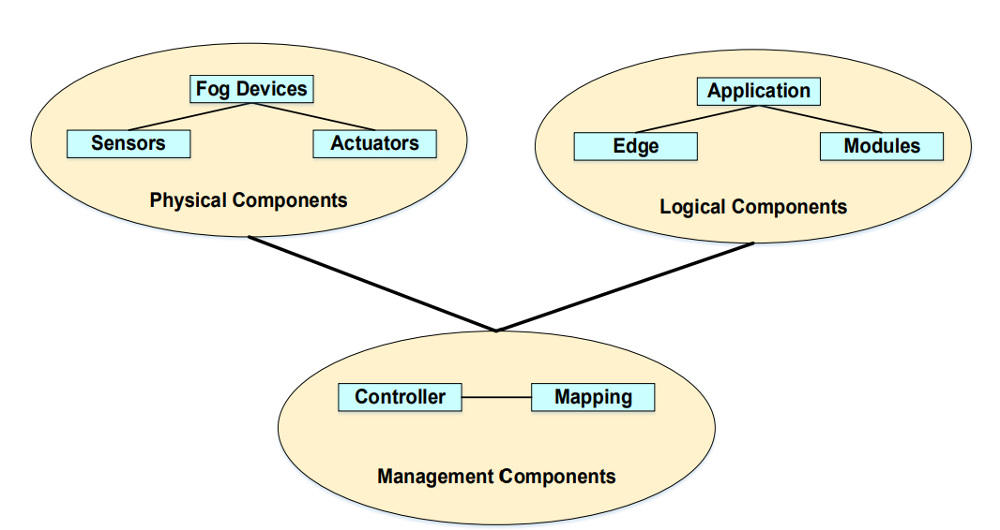 Fog Devices
Sensors
Actuators
Physical Components
Application
Edge
Modules
Logical Components
Controller
Mapping
Management Components